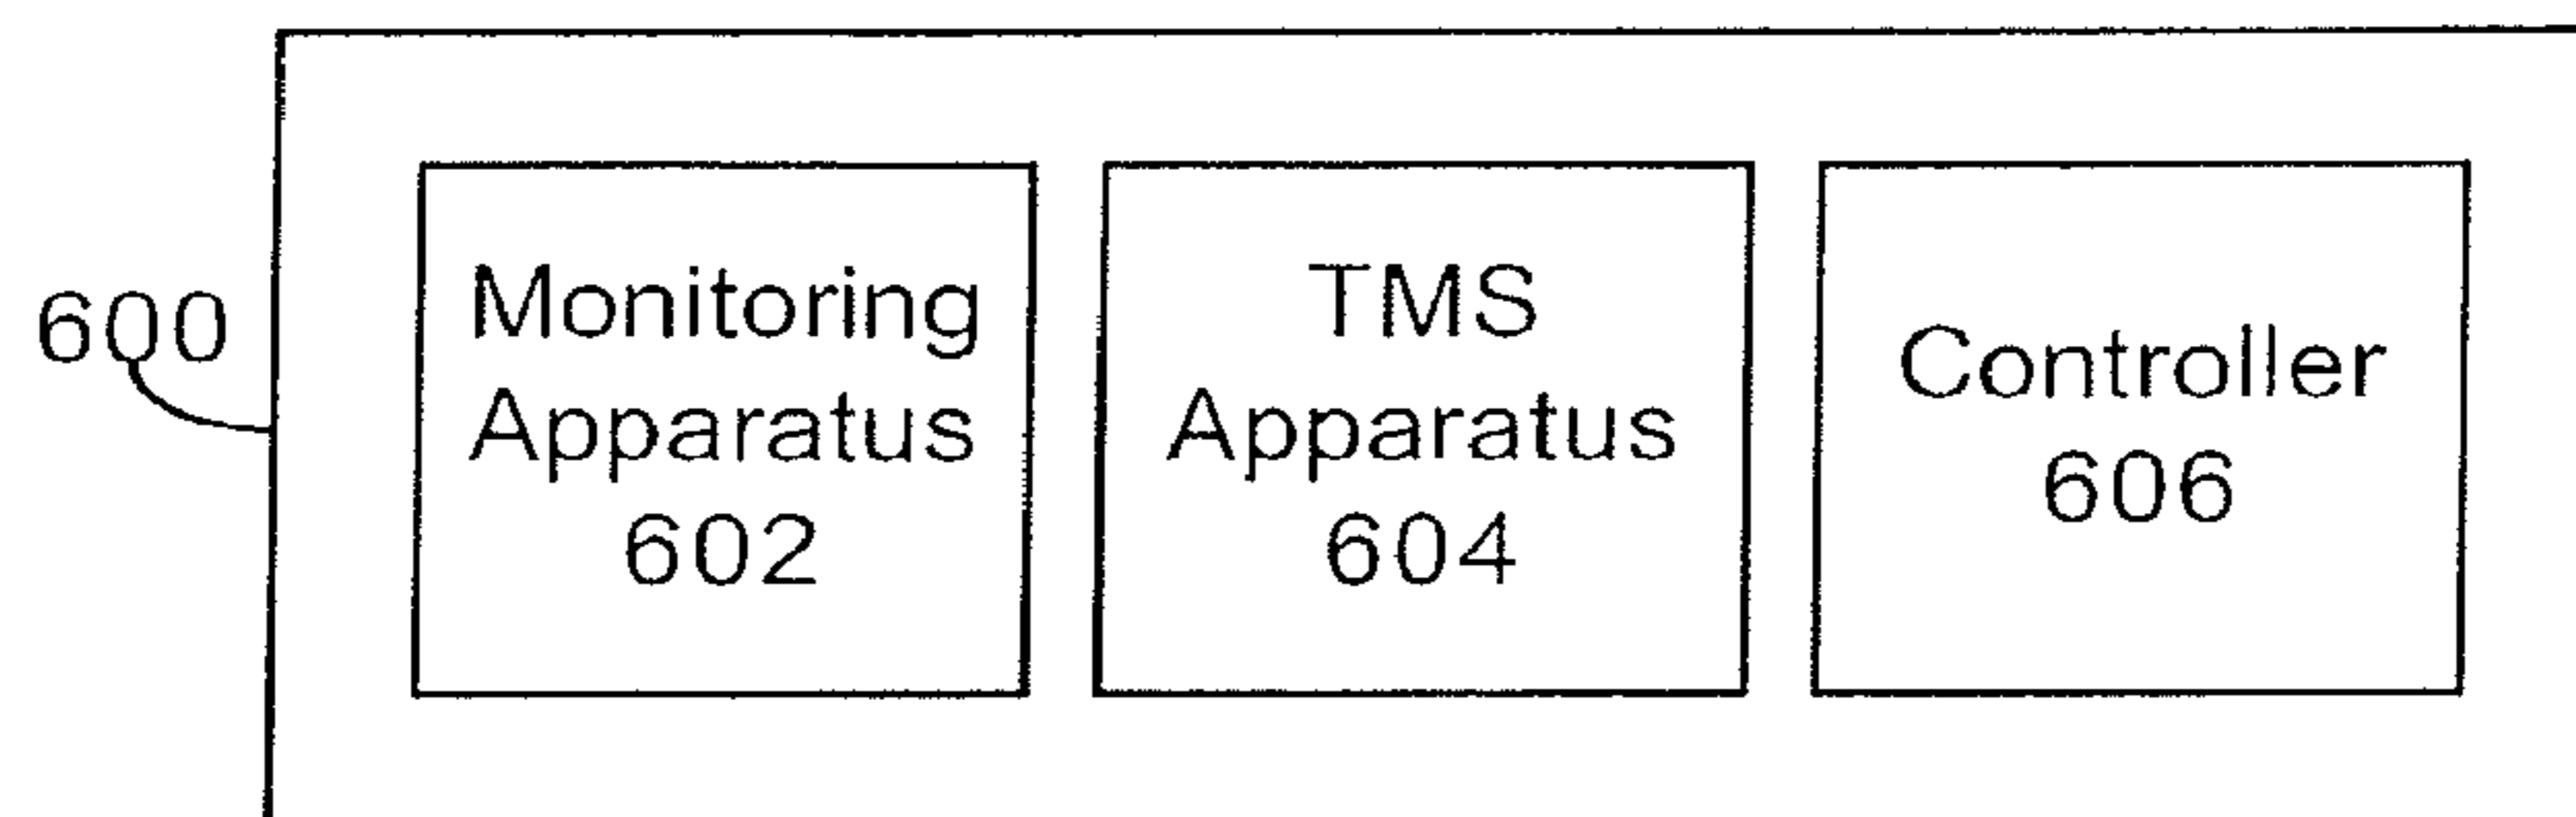 600
Monitoring
Apparatus
602
TMS
Apparatus
604
Controller
606